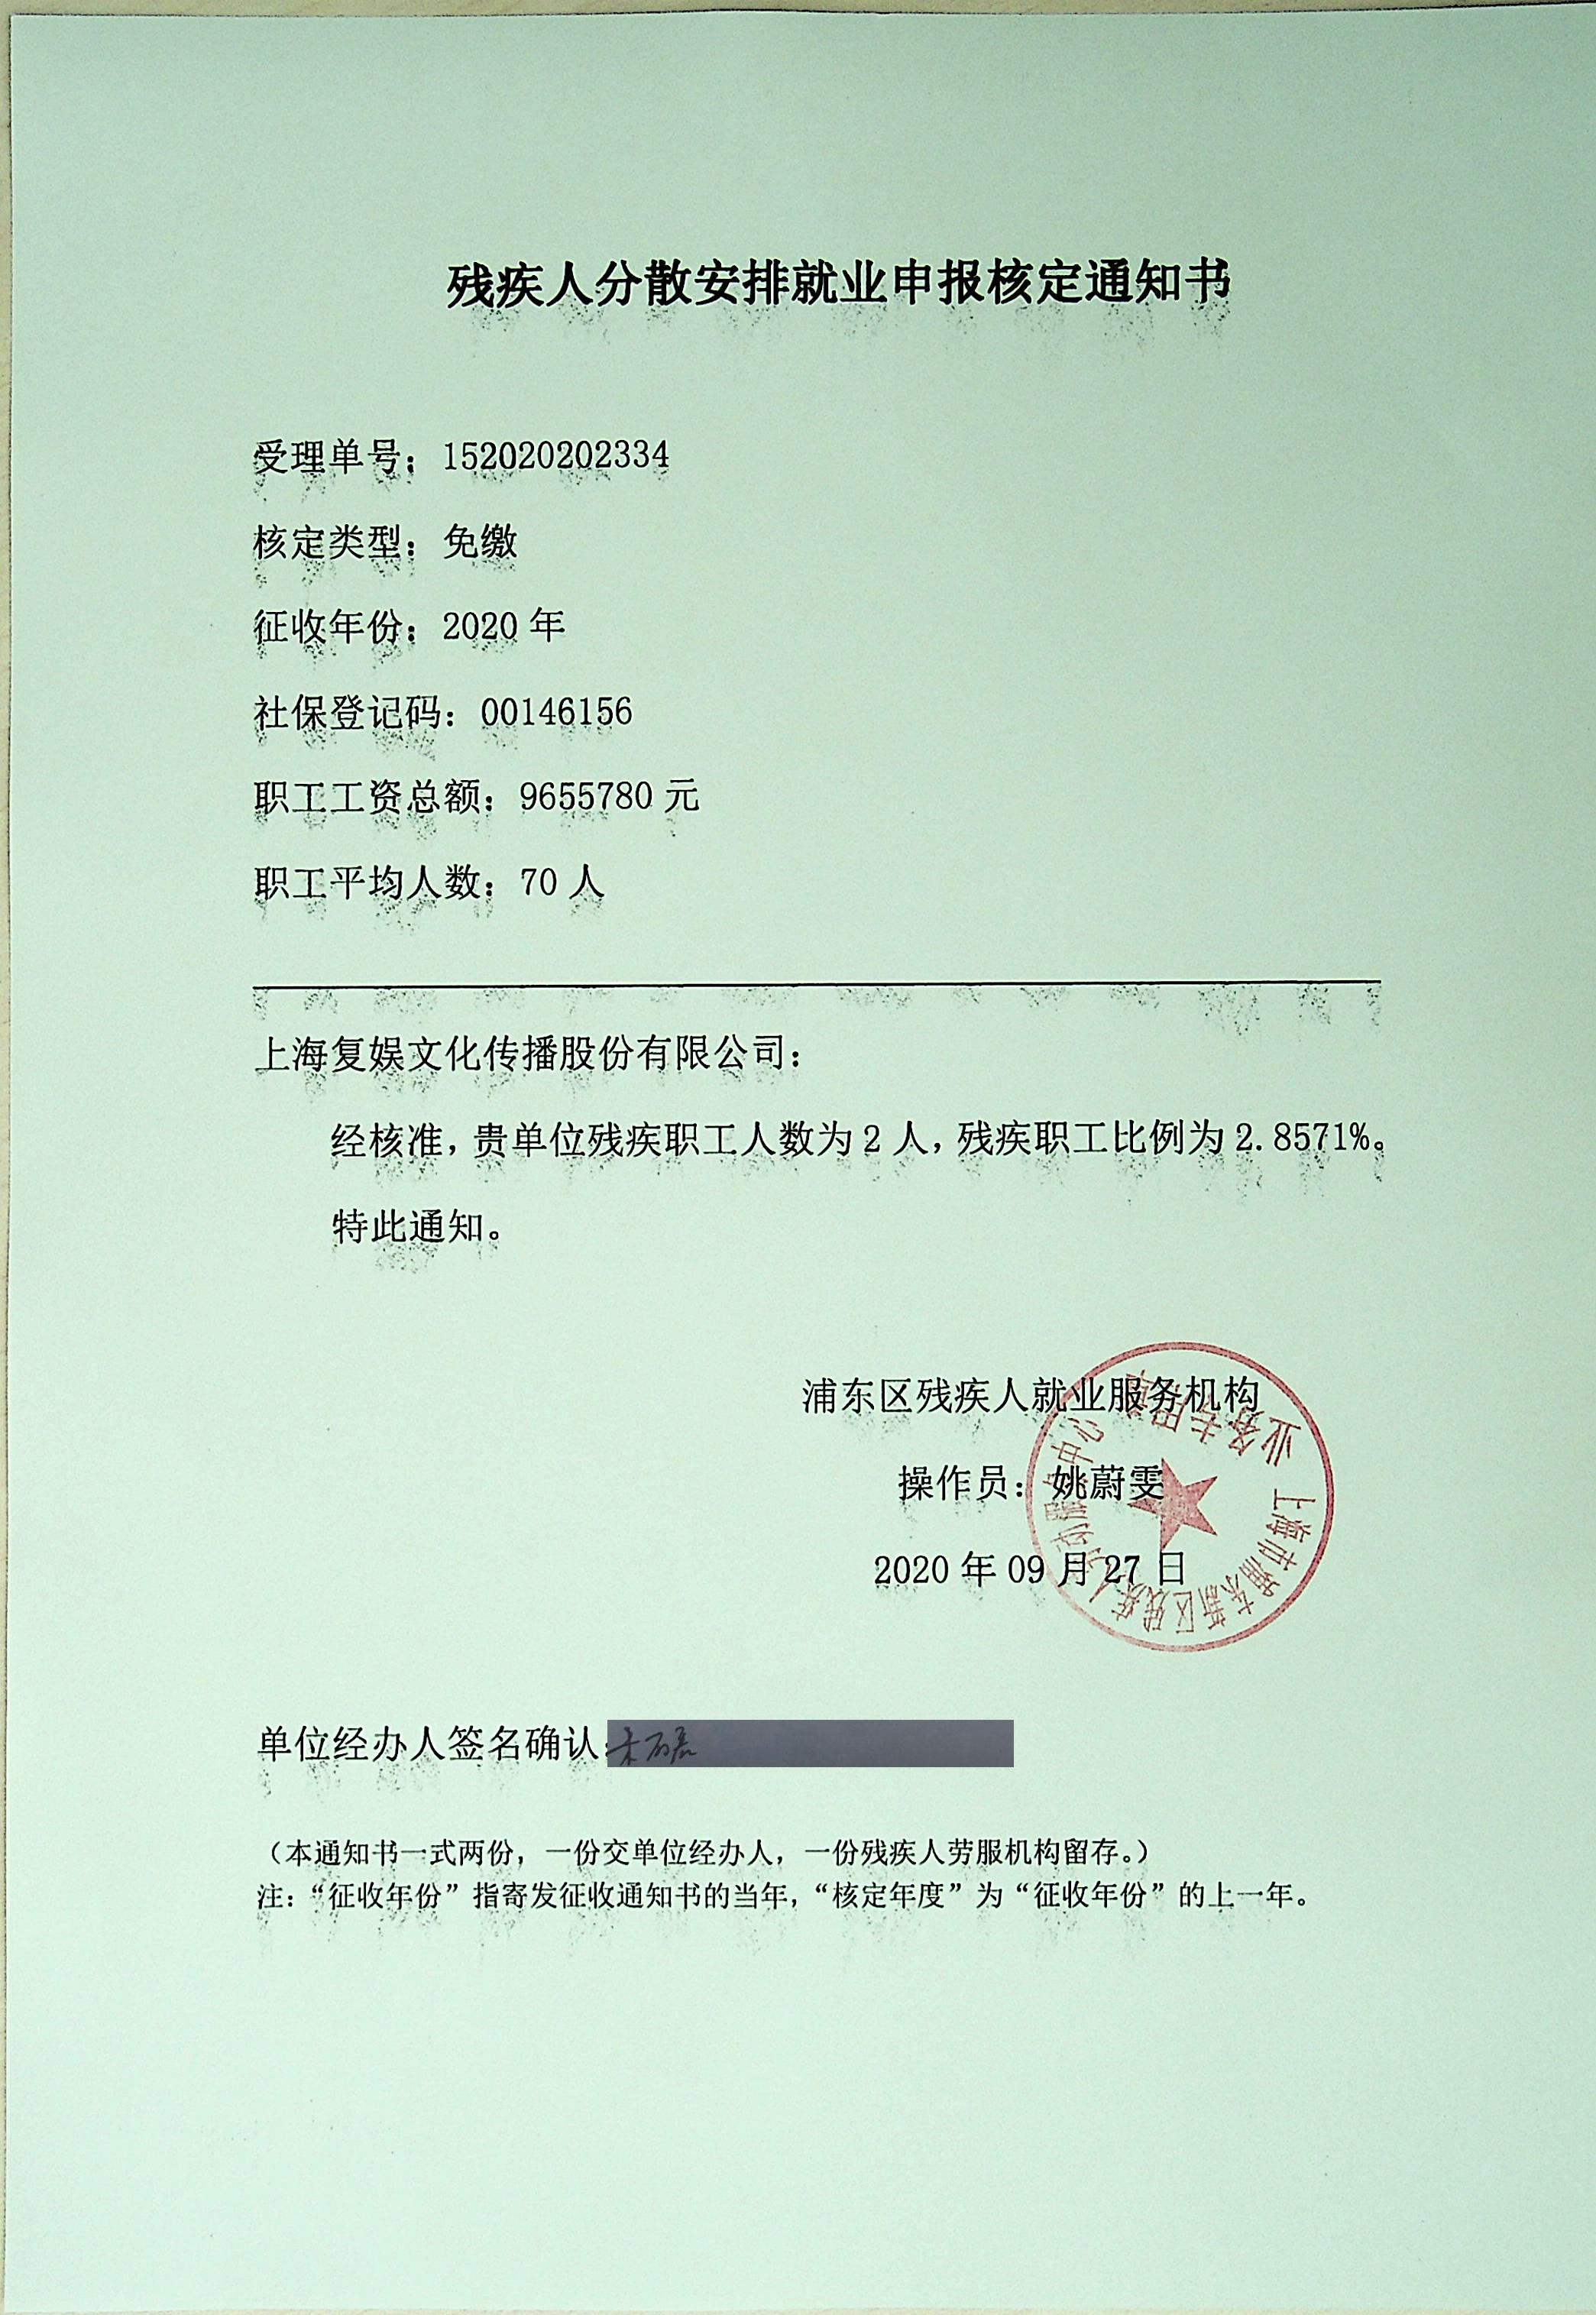 残疾人分散安排就业申报核定通知书
受理单号：152020202334
核定类型：免缴
征收年份：2020 年
社保登记码：00146156
职工工资总额：9655780 元
职工平均人数：70 人
上海复娱文化传播股份有限公司：
经核准，贵单位残疾职工人数为 2 人，残疾职工比例为 2.8571%。
特此通知。
浦东区残疾人就业服务机构
操作员：姚蔚雯
2020 年 09 月 27 日
上海市浦东新区残疾人劳动服务中心
业务专用章
单位经办人签名确认：
（本通知书一式两份，一份交单位经办人，一份残疾人劳服机构留存。）
注：“征收年份”指寄发征收通知书的当年，“核定年度”为“征收年份”的上一年。